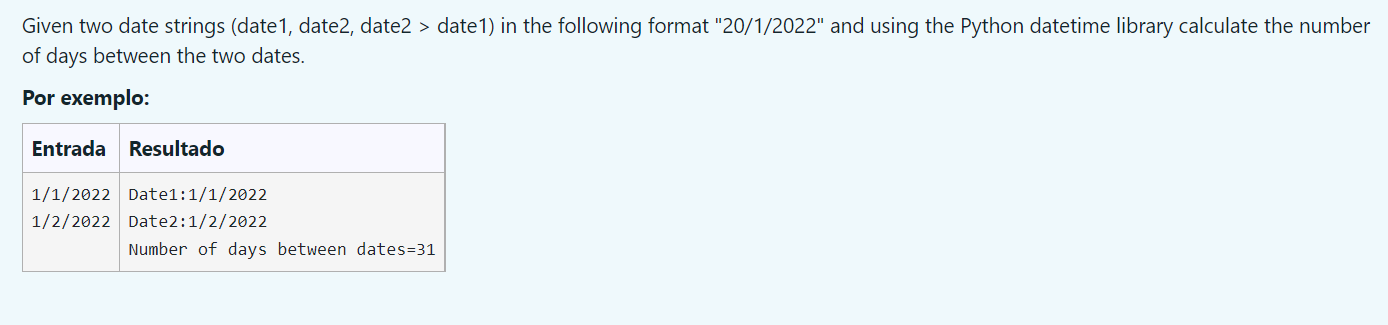 Given two date strings (date1, date2, date2 > date1) in the following format "20/1/2022" and using the Python datetime library calculate the number
of days between the two dates.
Por exemplo:
Entrada Resultado
1/1/2022 Date1:1/1/2022
1/2/2022 Date2:1/2/2022
Number of days between dates=31